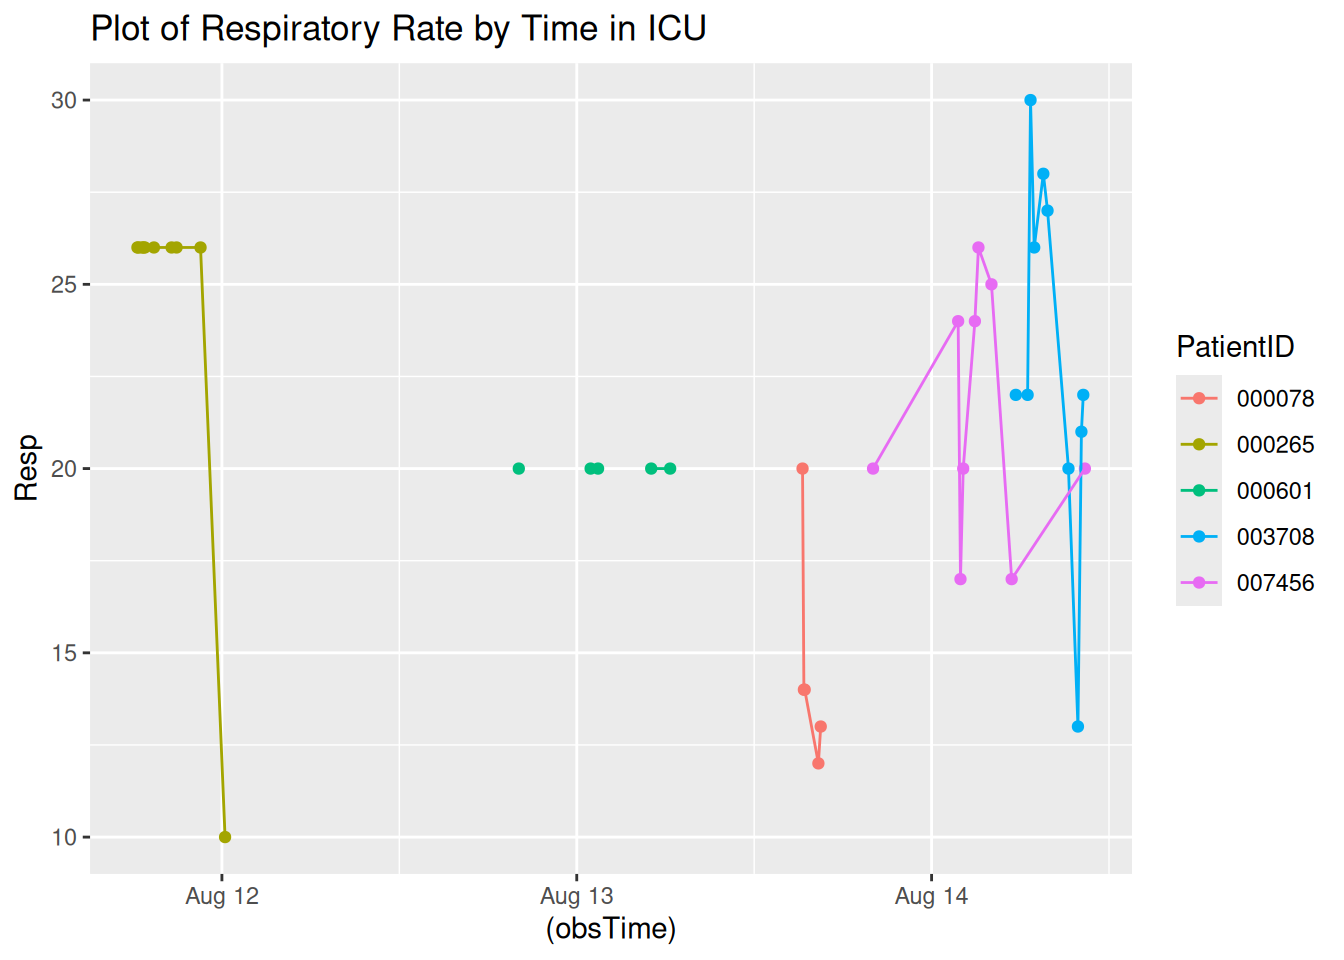 Plot of Respiratory Rate by Time in ICU
30
25
20
15
10
Resp
Aug 12 Aug 13 Aug 14
(obsTime)
PatientID
000078
000265
000601
003708
007456